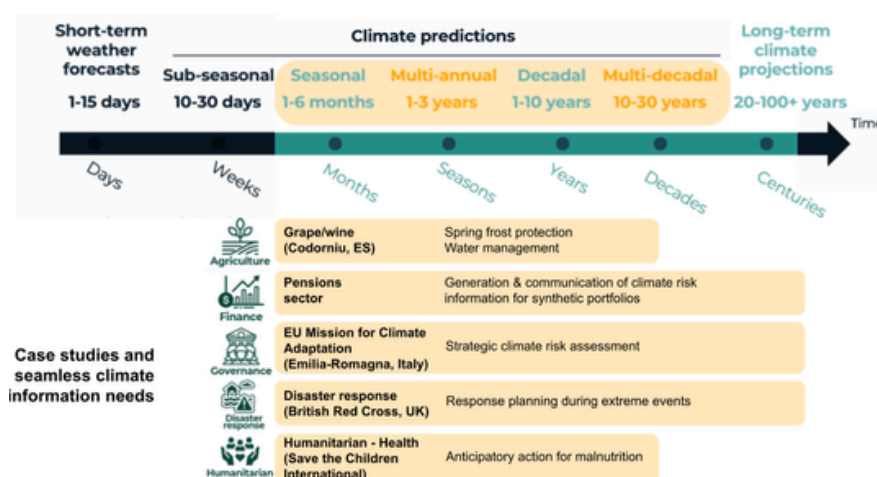 Short-term
weather
forecasts
1-15 days
Climate predictions
Sub-seasonal
10-30 days
Seasonal
1-6 months
Multi-annual
1-3 years
Decadal
1-10 years
Multi-decadal
10-30 years
Long-term
climate
projections
20-100+ years
Time
Days
Weeks
Months
Seasons
Years
Decades
Centuries
Case studies and
seamless climate
information needs
Agriculture
Grape/wine
(Codorniu, ES)
Spring frost protection
Water management
Finance
Pensions
sector
Generation & communication of climate risk
information for synthetic portfolios
Governance
EU Mission for Climate
Adaptation
(Emilia-Romagna, Italy)
Strategic climate risk assessment
Disaster
response
Disaster response
(British Red Cross, UK)
Response planning during extreme events
Humanitarian
Humanitarian - Health
(Save the Children
International)
Anticipatory action for malnutrition